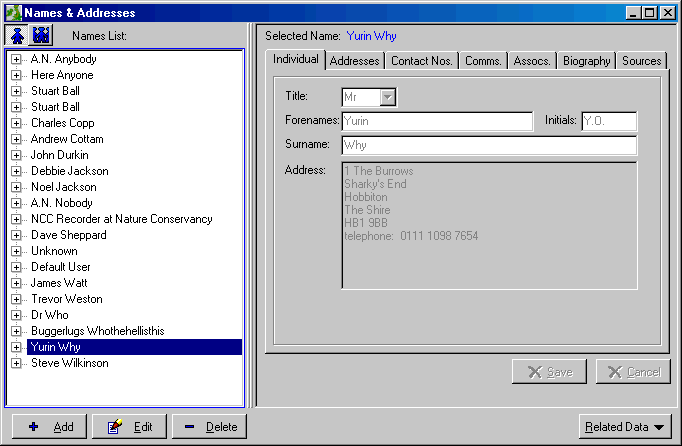 Names & Addresses
Names List:
A.N. Anybody
Here Anyone
Stuart Ball
Stuart Ball
Charles Copp
Andrew Cottam
John Durkin
Debbie Jackson
Noel Jackson
A.N. Nobody
NCC Recorder at Nature Conservancy
Dave Sheppard
Unknown
Default User
James Watt
Trevor Weston
Dr Who
Buggerlugs Whothehellisthis
Yurin Why
Steve Wilkinson
Add Edit Delete
Selected Name: Yurin Why
Individual Addresses Contact Nos. Comms. Assocs. Biography Sources
Title: Mr
Forenames: Yurin Initials: Y.O.
Surname: Why
Address: 1 The Burrows
Sharky's End
Hobbiton
The Shire
HB1 9BB
telephone: 0111 1098 7654
Save Cancel
Related Data